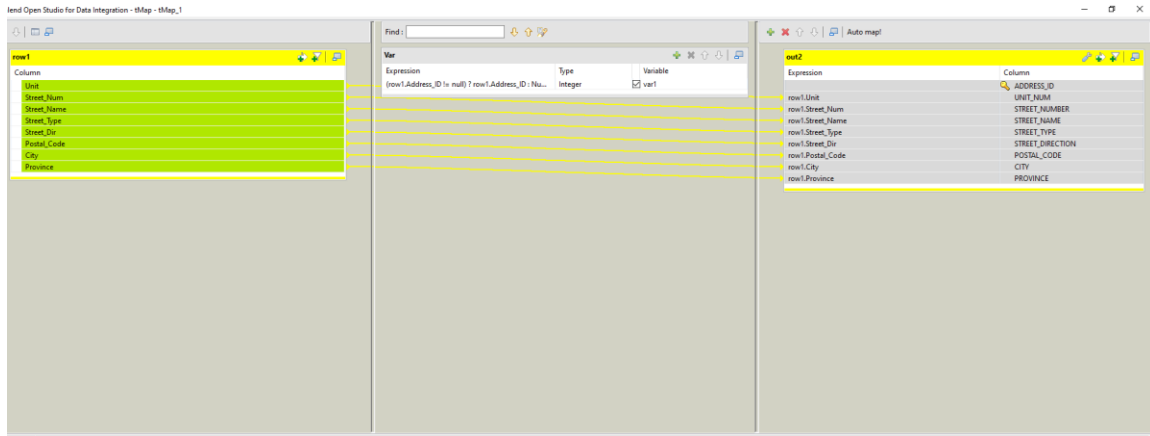 lend Open Studio for Data Integration - tMap - tMap_1
Find :
Auto map!
row1
Column
Unit
Street_Num
Street_Name
Street_Type
Street_Dir
Postal_Code
City
Province
Var
Expression Type Variable
(row1.Address_ID != null) ? row1.Address_ID : Nu... Integer var1
out2
Expression Column
ADDRESS_ID
row1.Unit UNIT_NUM
row1.Street_Num STREET_NUMBER
row1.Street_Name STREET_NAME
row1.Street_Type STREET_TYPE
row1.Street_Dir STREET_DIRECTION
row1.Postal_Code POSTAL_CODE
row1.City CITY
row1.Province PROVINCE